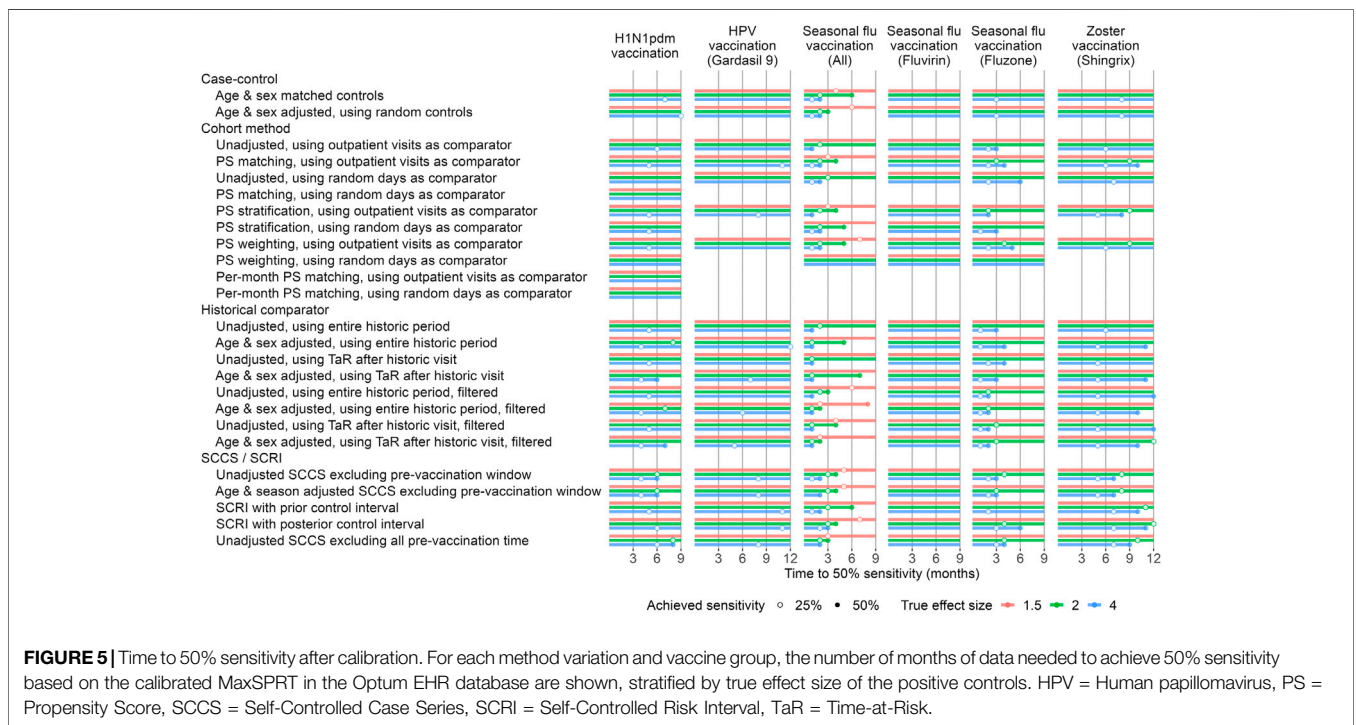 H1N1pdm vaccination
HPV vaccination (Gardasil 9)
Seasonal flu vaccination (All)
Seasonal flu vaccination (Fluvirin)
Seasonal flu vaccination (Fluzone)
Zoster vaccination (Shingrix)
Case-control
Age & sex matched controls
Age & sex adjusted, using random controls
Cohort method
Unadjusted, using outpatient visits as comparator
PS matching, using outpatient visits as comparator
Unadjusted, using random days as comparator
PS matching, using random days as comparator
PS stratification, using outpatient visits as comparator
PS stratification, using random days as comparator
PS weighting, using outpatient visits as comparator
PS weighting, using random days as comparator
Per-month PS matching, using outpatient visits as comparator
Per-month PS matching, using random days as comparator
Historical comparator
Unadjusted, using entire historic period
Age & sex adjusted, using entire historic period
Unadjusted, using TaR after historic visit
Age & sex adjusted, using TaR after historic visit
Unadjusted, using entire historic period, filtered
Age & sex adjusted, using entire historic period, filtered
Unadjusted, using TaR after historic visit, filtered
Age & sex adjusted, using TaR after historic visit, filtered
SCCS / SCRI
Unadjusted SCCS excluding pre-vaccination window
Age & season adjusted SCCS excluding pre-vaccination window
SCRI with prior control interval
SCRI with posterior control interval
Unadjusted SCCS excluding all pre-vaccination time
3 6 9 3 6 9 12 3 6 9 3 6 9 3 6 9 3 6 9 12
Time to 50% sensitivity (months)
Achieved sensitivity 25% 50% True effect size 1.5 2 4
FIGURE 5 | Time to 50% sensitivity after calibration. For each method variation and vaccine group, the number of months of data needed to achieve 50% sensitivity
based on the calibrated MaxSPRT in the Optum EHR database are shown, stratified by true effect size of the positive controls. HPV = Human papillomavirus, PS =
Propensity Score, SCCS = Self-Controlled Case Series, SCRI = Self-Controlled Risk Interval, TaR = Time-at-Risk.